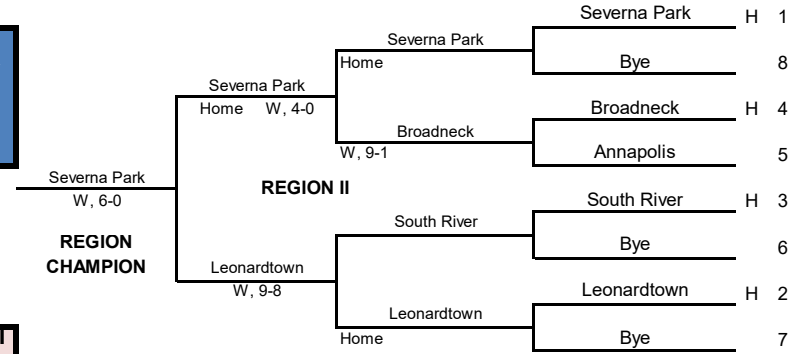 Severna Park H 1
Severna Park
Home
Bye 8
Severna Park
Home W, 4-0
Broadneck H 4
Broadneck
W, 9-1
Annapolis 5
Severna Park
W, 6-0
REGION II
REGION
CHAMPION
South River H 3
South River
Bye 6
Leonardtown
W, 9-8
Leonardtown H 2
Leonardtown
Home
Bye 7